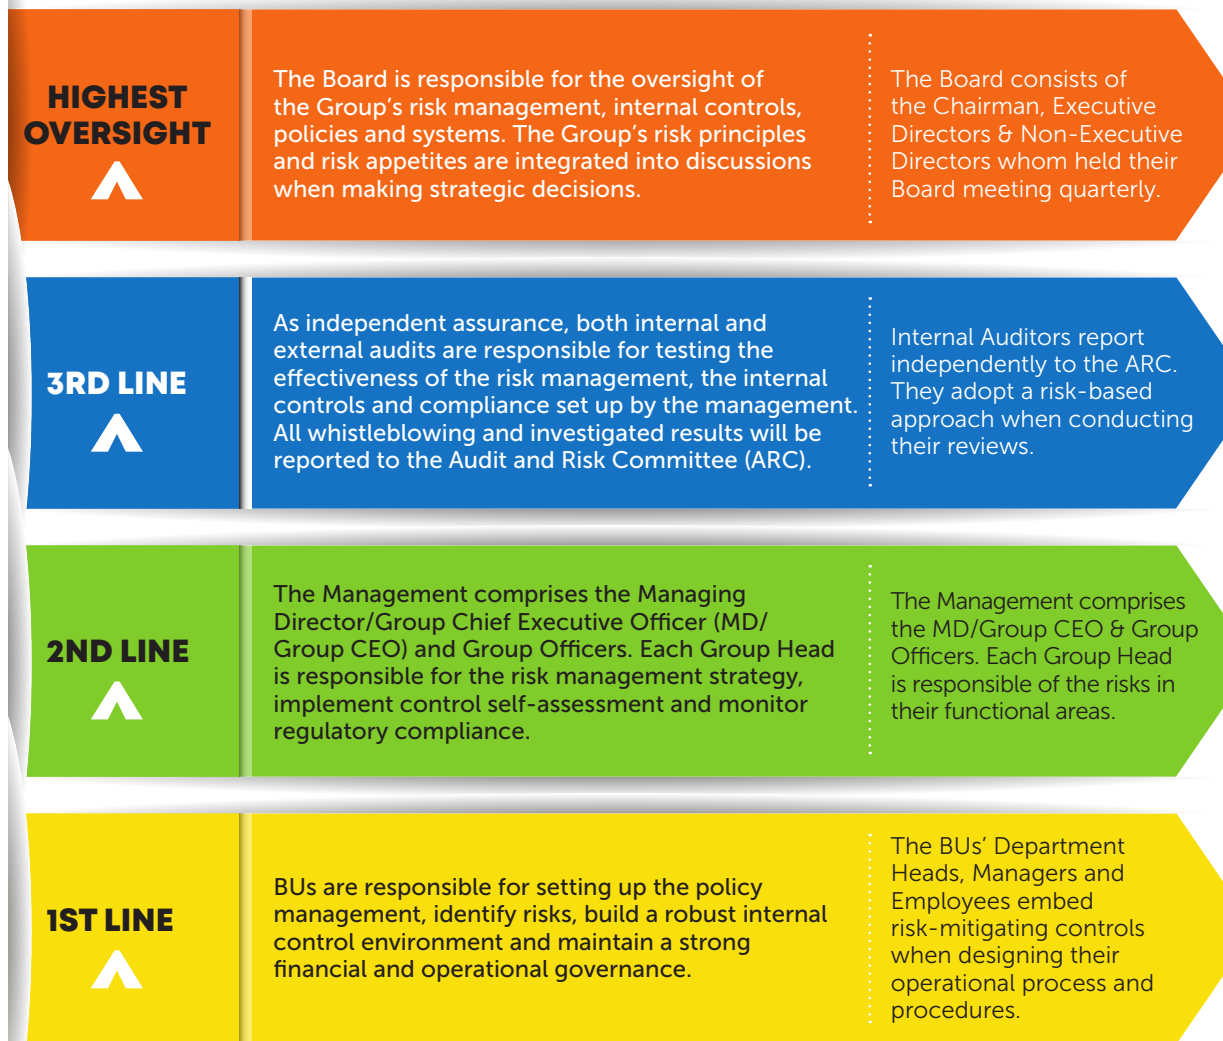 HIGHEST
OVERSIGHT
The Board is responsible for the oversight of
the Group's risk management, internal controls,
policies and systems. The Group's risk principles
and risk appetites are integrated into discussions
when making strategic decisions.
The Board consists of
the Chairman, Executive
Directors & Non-Executive
Directors whom held their
Board meeting quarterly.
3RD LINE
As independent assurance, both internal and
external audits are responsible for testing the
effectiveness of the risk management, the internal
controls and compliance set up by the management.
All whistleblowing and investigated results will be
reported to the Audit and Risk Committee (ARC).
Internal Auditors report
independently to the ARC.
They adopt a risk-based
approach when conducting
their reviews.
2ND LINE
The Management comprises the Managing
Director/Group Chief Executive Officer (MD/
Group CEO) and Group Officers. Each Group Head
is responsible for the risk management strategy,
implement control self-assessment and monitor
regulatory compliance.
The Management comprises
the MD/Group CEO & Group
Officers. Each Group Head
is responsible of the risks in
their functional areas.
1ST LINE
BUs are responsible for setting up the policy
management, identify risks, build a robust internal
control environment and maintain a strong
financial and operational governance.
The BUs' Department
Heads, Managers and
Employees embed
risk-mitigating controls
when designing their
operational process and
procedures.